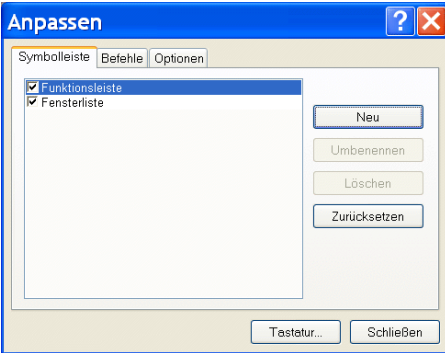 Anpassen
Symbolleiste Befehle Optionen
Funktionsleiste
Fensterliste
Neu
Umbenennen
Löschen
Zurücksetzen
Tastatur... Schließen